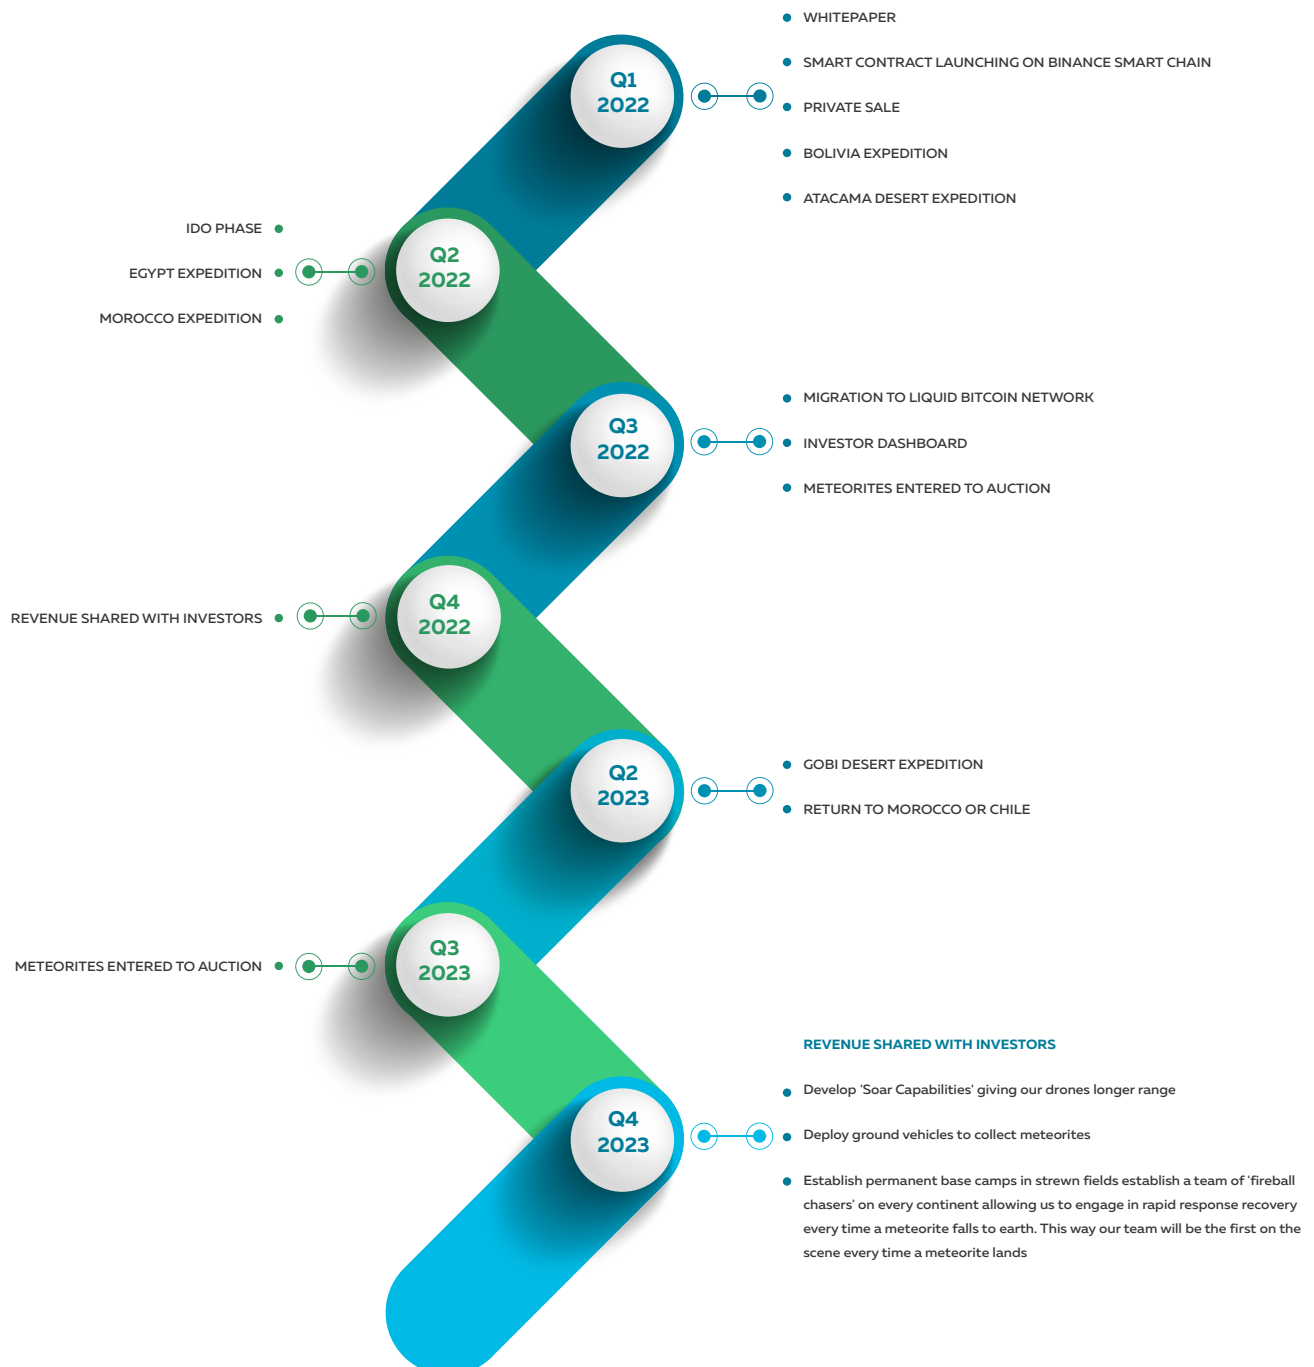 Q1
2022
WHITEPAPER
SMART CONTRACT LAUNCHING ON BINANCE SMART CHAIN
PRIVATE SALE
BOLIVIA EXPEDITION
ATACAMA DESERT EXPEDITION
Q2
2022
IDO PHASE
EGYPT EXPEDITION
MOROCCO EXPEDITION
Q3
2022
MIGRATION TO LIQUID BITCOIN NETWORK
INVESTOR DASHBOARD
METEORITES ENTERED TO AUCTION
Q4
2022
REVENUE SHARED WITH INVESTORS
Q2
2023
GOBI DESERT EXPEDITION
RETURN TO MOROCCO OR CHILE
Q3
2023
METEORITES ENTERED TO AUCTION
Q4
2023
REVENUE SHARED WITH INVESTORS
Develop 'Soar Capabilities' giving our drones longer range
Deploy ground vehicles to collect meteorites
Establish permanent base camps in strewn fields establish a team of 'fireball
chasers' on every continent allowing us to engage in rapid response recovery
every time a meteorite falls to earth. This way our team will be the first on the
scene every time a meteorite lands